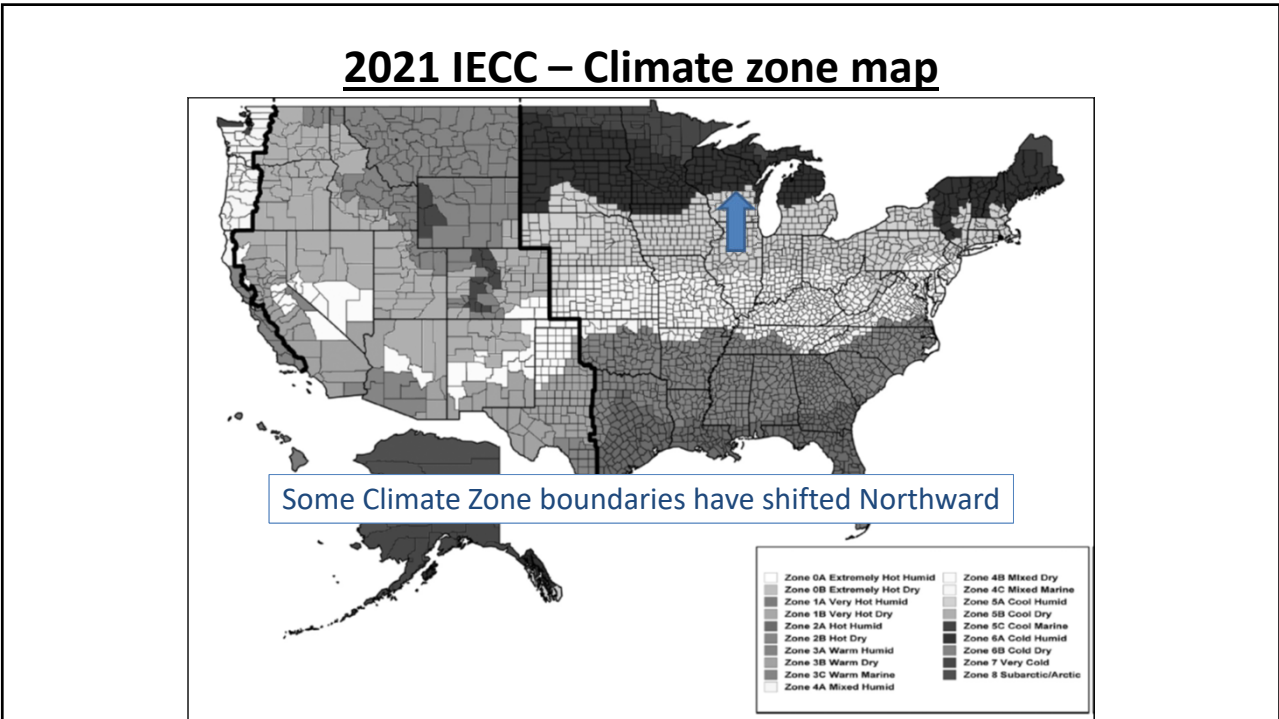 2021 IECC – Climate zone map
Some Climate Zone boundaries have shifted Northward
Zone 0A Extremely Hot Humid
Zone 0B Extremely Hot Dry
Zone 1A Very Hot Humid
Zone 1B Very Hot Dry
Zone 2A Hot Humid
Zone 2B Hot Dry
Zone 3A Warm Humid
Zone 3B Warm Dry
Zone 3C Warm Marine
Zone 4A Mixed Humid
Zone 4B Mixed Dry
Zone 4C Mixed Marine
Zone 5A Cool Humid
Zone 5B Cool Dry
Zone 5C Cool Marine
Zone 6A Cold Humid
Zone 6B Cold Dry
Zone 7 Very Cold
Zone 8 Subarctic/Arctic